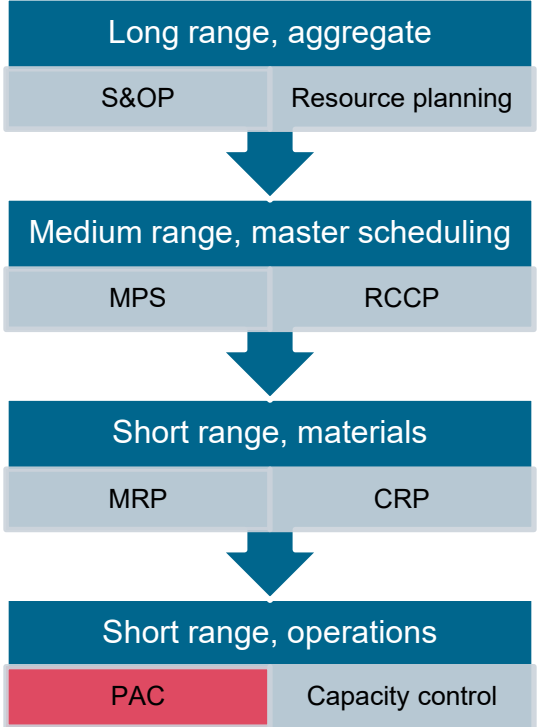 Long range, aggregate
S&OP Resource planning
Medium range, master scheduling
MPS RCCP
Short range, materials
MRP CRP
Short range, operations
PAC Capacity control